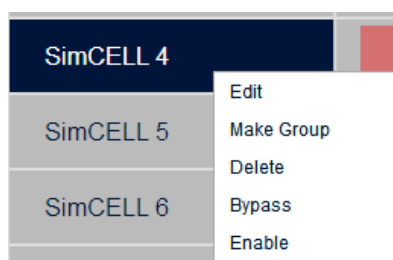 SimCELL 4
Edit
Make Group
SimCELL 5
Delete
SimCELL 6
Bypass
Enable